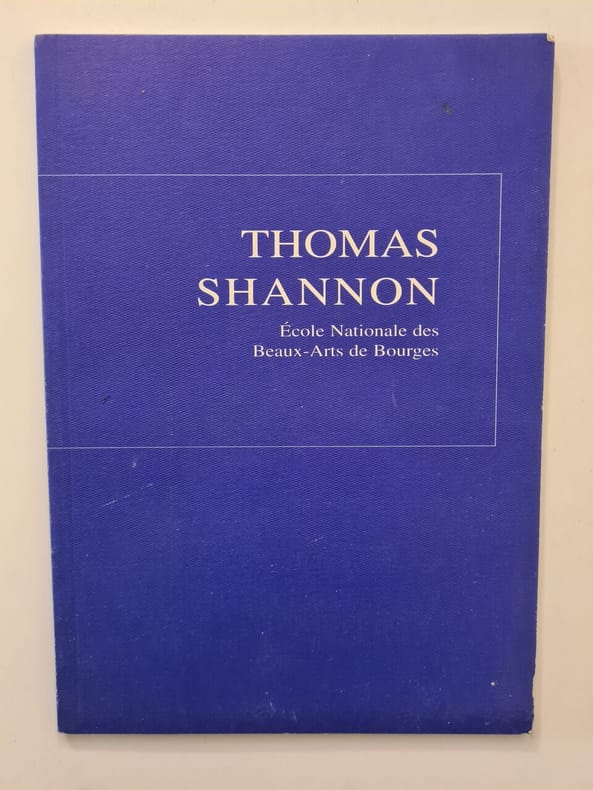 THOMAS
SHANNON
École Nationale des
Beaux-Arts de Bourges